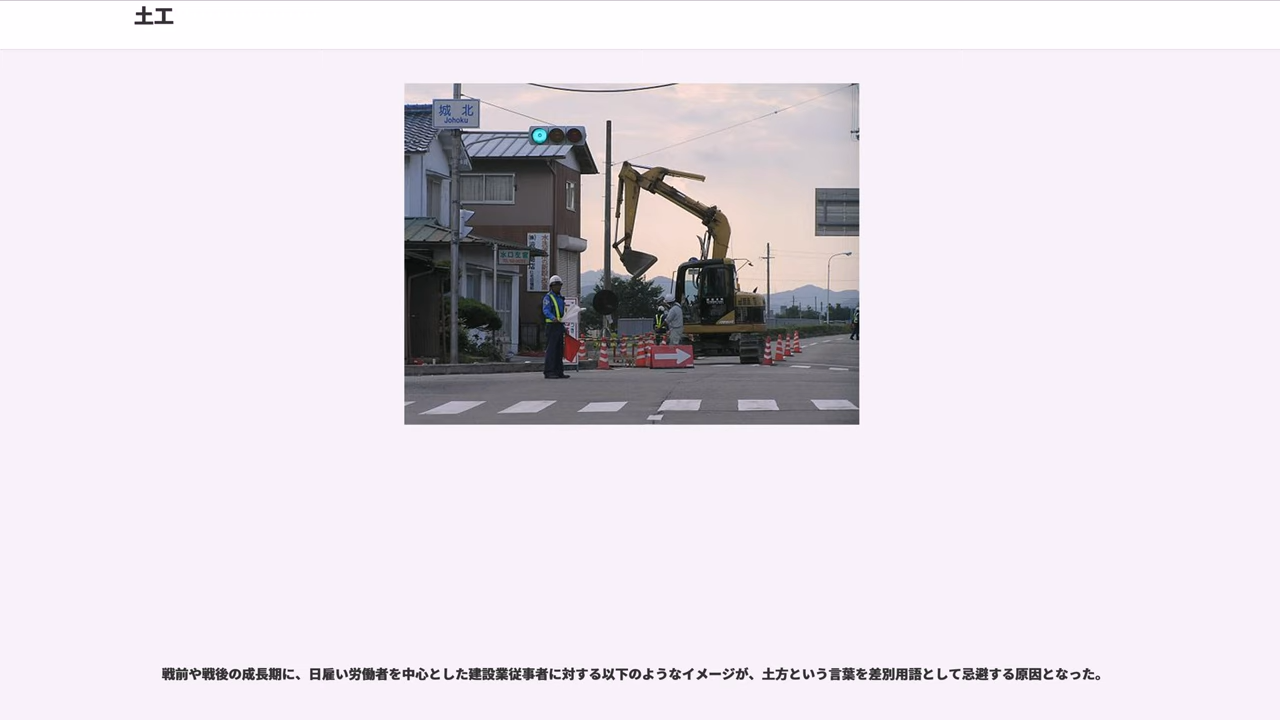 土工
城 北
Johoku
戦前や戦後の成長期に、日雇い労働者を中心とした建設業従事者に対する以下のようなイメージが、土方という言葉を差別用語として忌避する原因となった。